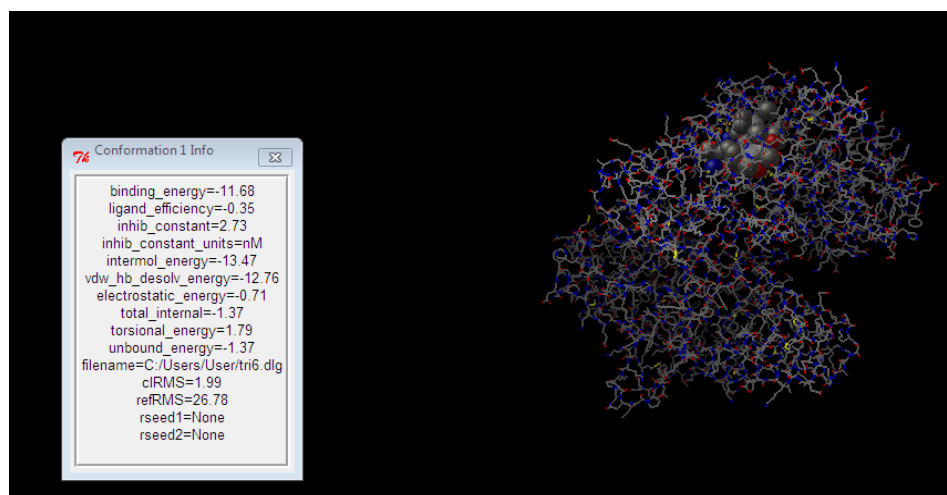 Conformation 1 Info
binding_energy=-11.68
ligand_efficiency=-0.35
inhib_constant=2.73
inhib_constant_units=nM
intermol_energy=-13.47
vdw_hb_desolv_energy=-12.76
electrostatic_energy=-0.71
total_internal=-1.37
torsional_energy=1.79
unbound_energy=-1.37
filename=C:/Users/User/tri6.dlg
clRMS=1.99
refRMS=26.78
rseed1=None
rseed2=None